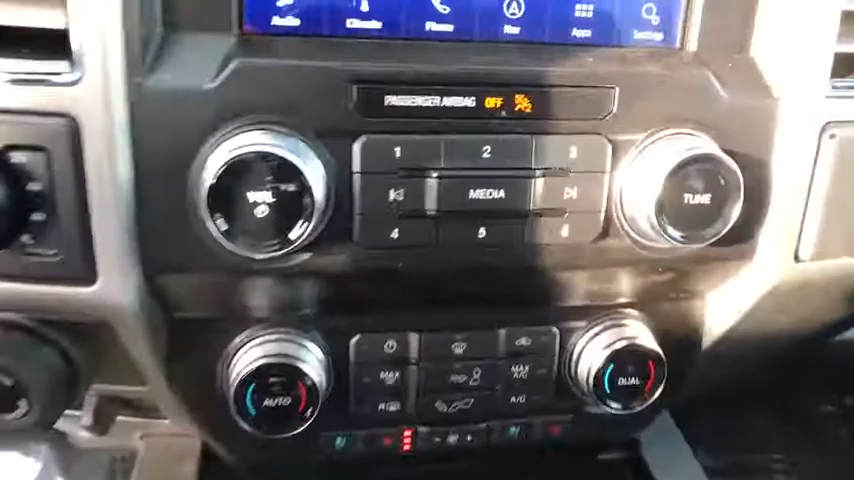 Audio Climate Phone Nav Apps Settings
PASSENGER AIRBAG OFF
1 2 3
VOL MEDIA TUNE
4 5 6
MAX MAX A/C
AUTO R A/C DUAL